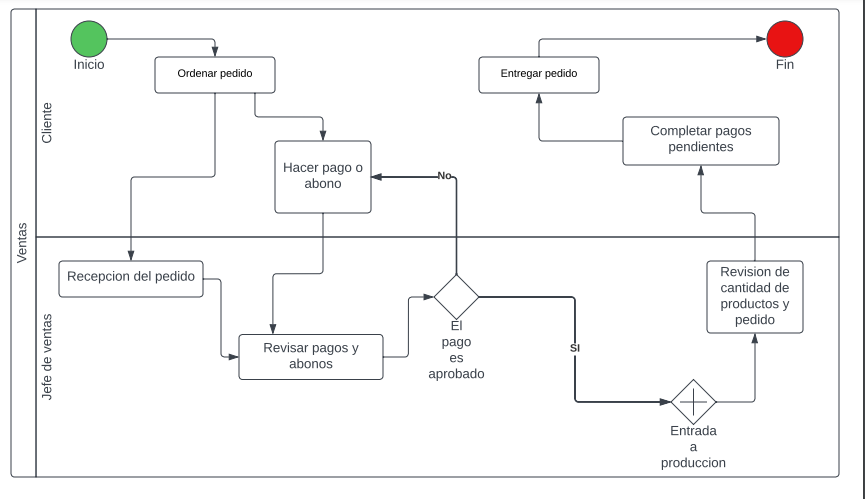 Ventas
Cliente
Inicio
Ordenar pedido
Entregar pedido
Fin
Hacer pago o
abono
No
Completar pagos
pendientes
Jefe de ventas
Recepcion del pedido
Revisar pagos y
abonos
El
pago
es
aprobado
SI
Revision de
cantidad de
productos y
pedido
Entrada
a
produccion